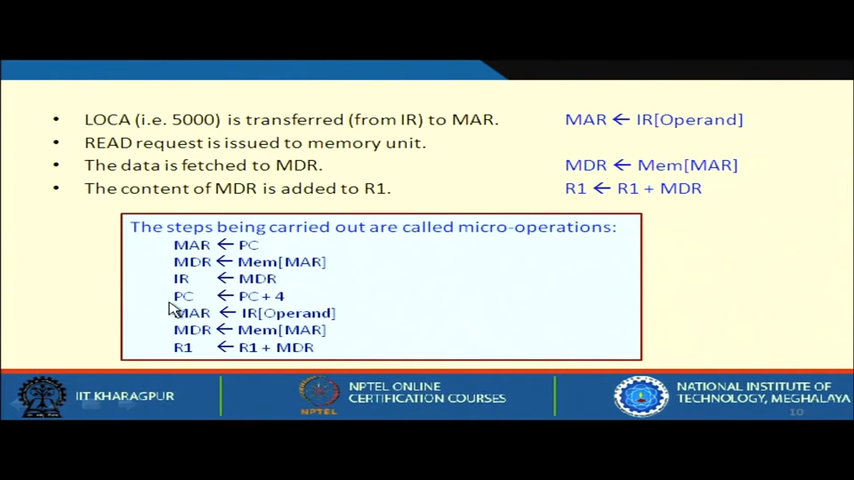 • LOCA (i.e. 5000) is transferred (from IR) to MAR. MAR ← IR[Operand]
• READ request is issued to memory unit.
• The data is fetched to MDR. MDR ← Mem[MAR]
• The content of MDR is added to R1. R1 ← R1 + MDR
The steps being carried out are called micro-operations:
MAR ← PC
MDR ← Mem[MAR]
IR ← MDR
PC ← PC + 4
MAR ← IR[Operand]
MDR ← Mem[MAR]
R1 ← R1 + MDR
IIT KHARAGPUR
NPTEL
NPTEL ONLINE
CERTIFICATION COURSES
NATIONAL INSTITUTE OF
TECHNOLOGY, MEGHALAYA
10